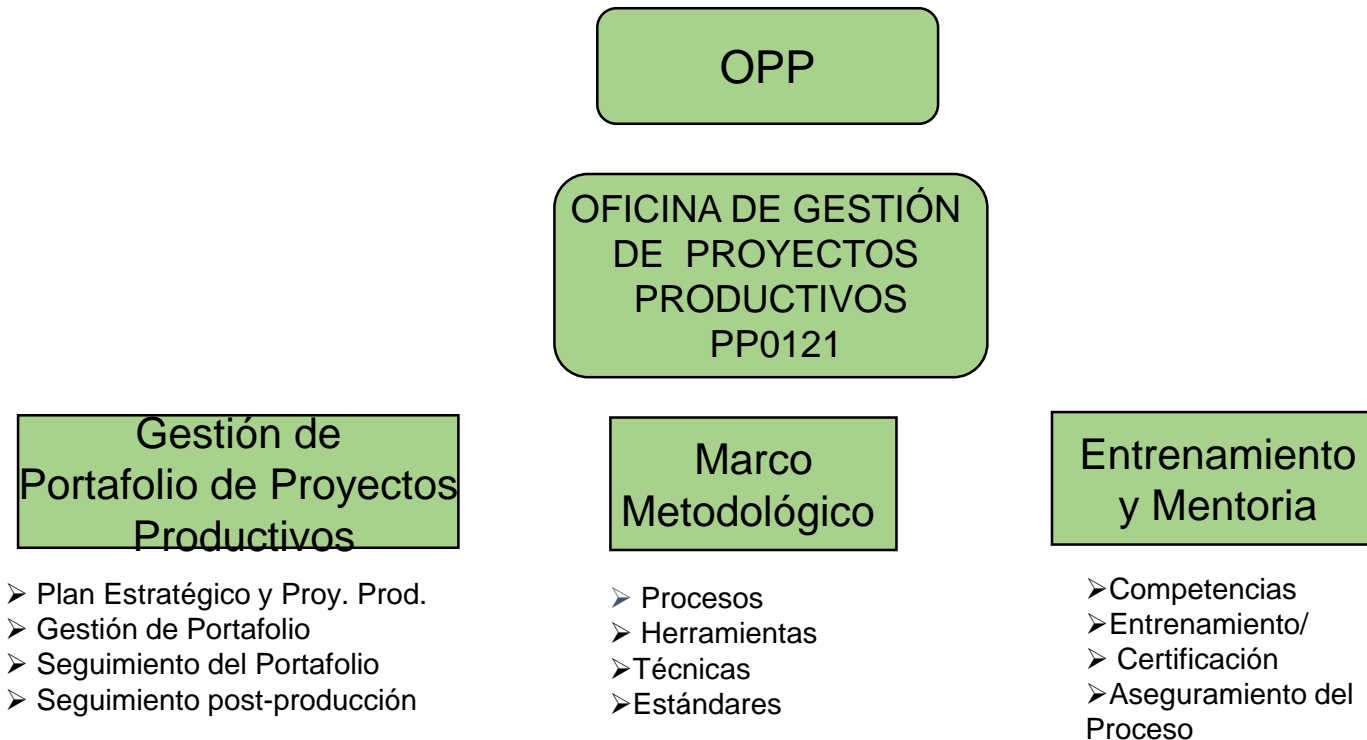 OPP
OFICINA DE GESTIÓN
DE PROYECTOS
PRODUCTIVOS
PP0121
Gestión de
Portafolio de Proyectos
Productivos
➢ Plan Estratégico y Proy. Prod.
➢ Gestión de Portafolio
➢ Seguimiento del Portafolio
➢ Seguimiento post-producción
Marco
Metodológico
➢ Procesos
➢ Herramientas
➢Técnicas
➢Estándares
Entrenamiento
y Mentoria
➢Competencias
➢Entrenamiento/
➢ Certificación
➢Aseguramiento del
Proceso